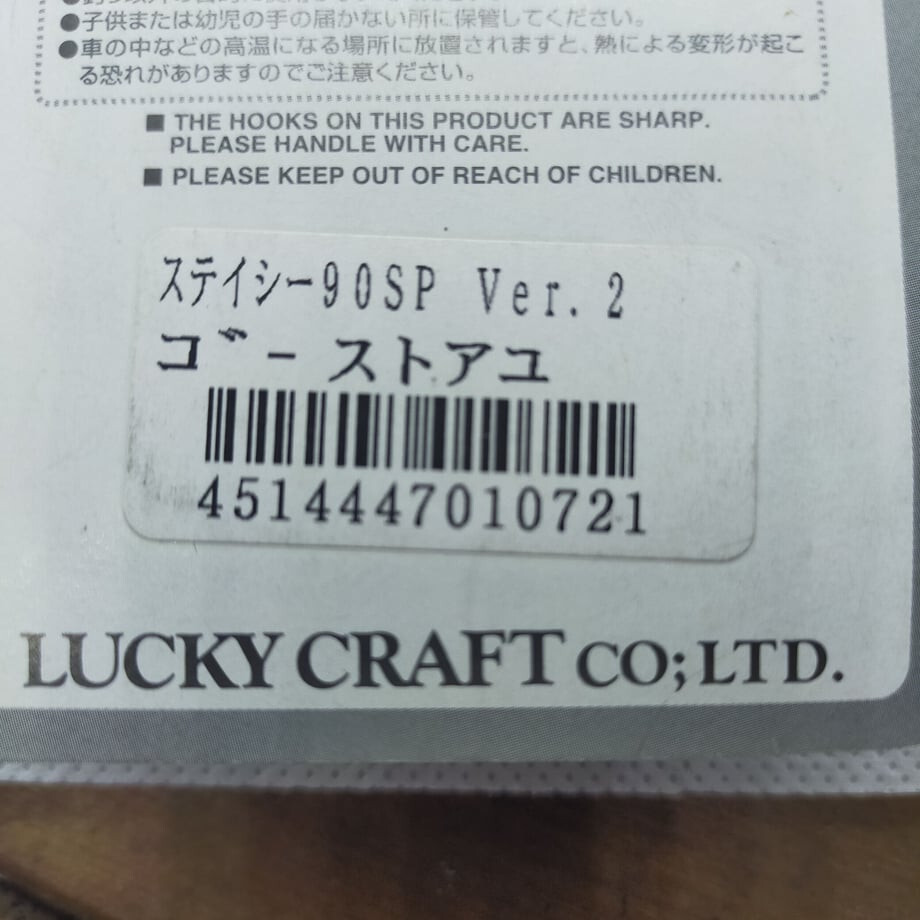 ●子供または幼児の手の届かない所に保管してください。
●車の中などの高温になる場所に放置されますと、熱による変形が起こ
る恐れがありますのでご注意ください。
■ THE HOOKS ON THIS PRODUCT ARE SHARP.
PLEASE HANDLE WITH CARE.
■ PLEASE KEEP OUT OF REACH OF CHILDREN.
ステイシー90SP Ver.2
ゴーストアユ
4514447010721
LUCKY CRAFT CO;LTD.